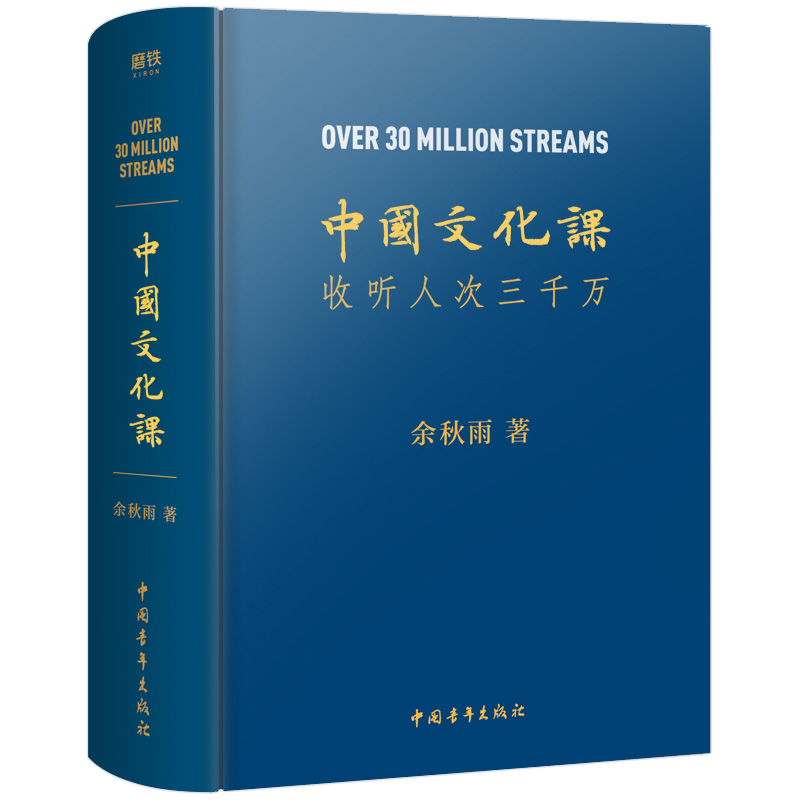 磨铁
XIRON
OVER
30 MILLION
STREAMS
中國文化課
余秋雨 著
中国青年出版社
OVER 30 MILLION STREAMS
中國文化課
收听人次三千万
余秋雨 著
中国青年出版社